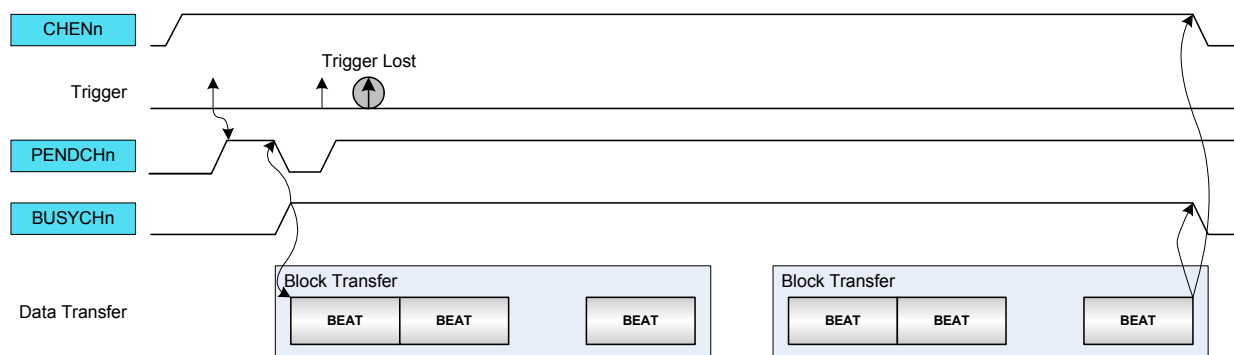 CHENn
Trigger Lost
Trigger
PENDCHn
BUSYCHn
Block Transfer
Block Transfer
Data Transfer
BEAT
BEAT
BEAT
BEAT
BEAT
BEAT